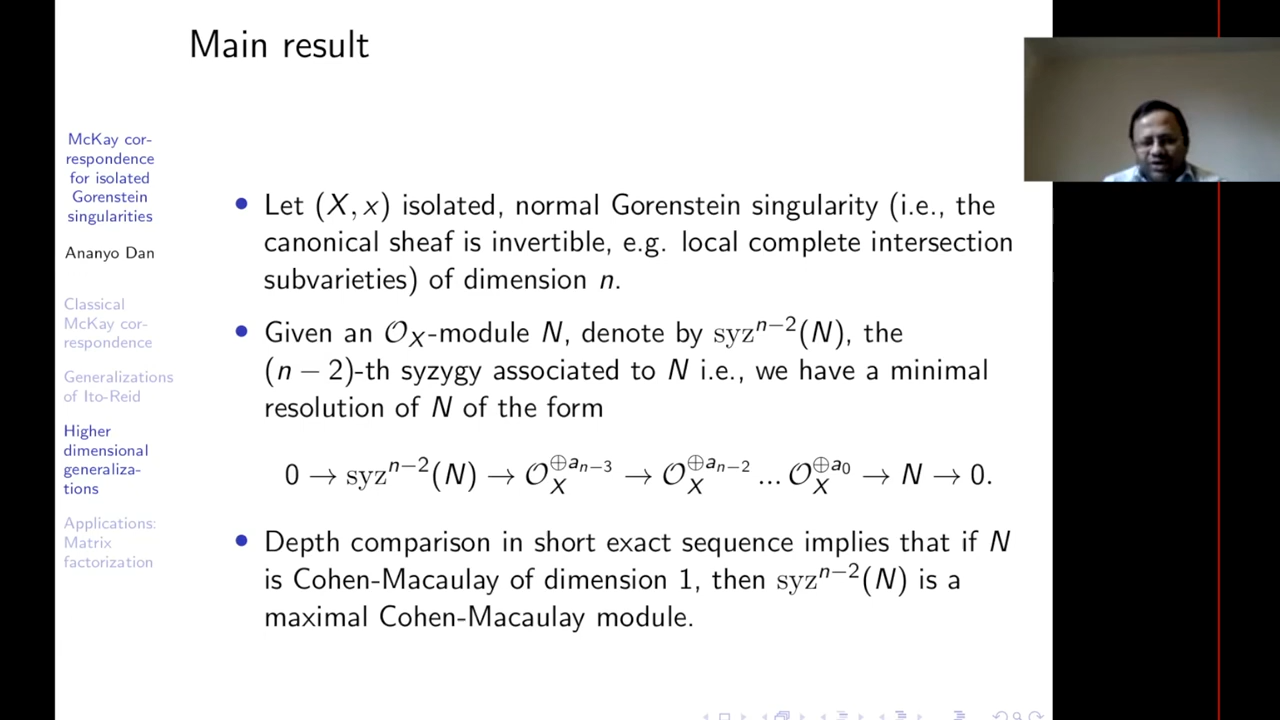 Main result
McKay cor-
respondence
for isolated
Gorenstein
singularities
Ananyo Dan
Classical
McKay cor-
respondence
Generalizations
of Ito-Reid
Higher
dimensional
generaliza-
tions
Applications:
Matrix
factorization
• Let (X, x) isolated, normal Gorenstein singularity (i.e., the
canonical sheaf is invertible, e.g. local complete intersection
subvarieties) of dimension n.
• Given an 𝒪_X-module N, denote by syz^{n−2}(N), the
(n − 2)-th syzygy associated to N i.e., we have a minimal
resolution of N of the form
0 → syz^{n−2}(N) → 𝒪_X^{⊕a_{n−3}} → 𝒪_X^{⊕a_{n−2}} ... 𝒪_X^{⊕a_0} → N → 0.
• Depth comparison in short exact sequence implies that if N
is Cohen-Macaulay of dimension 1, then syz^{n−2}(N) is a
maximal Cohen-Macaulay module.